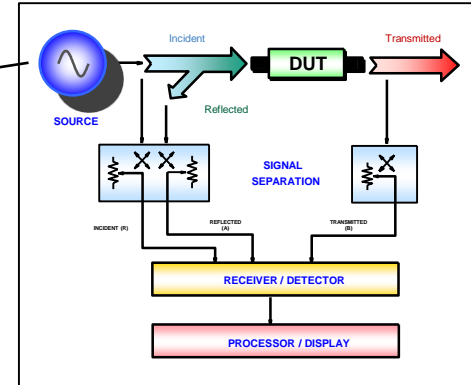 Incident
Transmitted
DUT
SOURCE
Reflected
SIGNAL
SEPARATION
INCIDENT (R)
REFLECTED
(A)
TRANSMITTED
(B)
RECEIVER / DETECTOR
PROCESSOR / DISPLAY